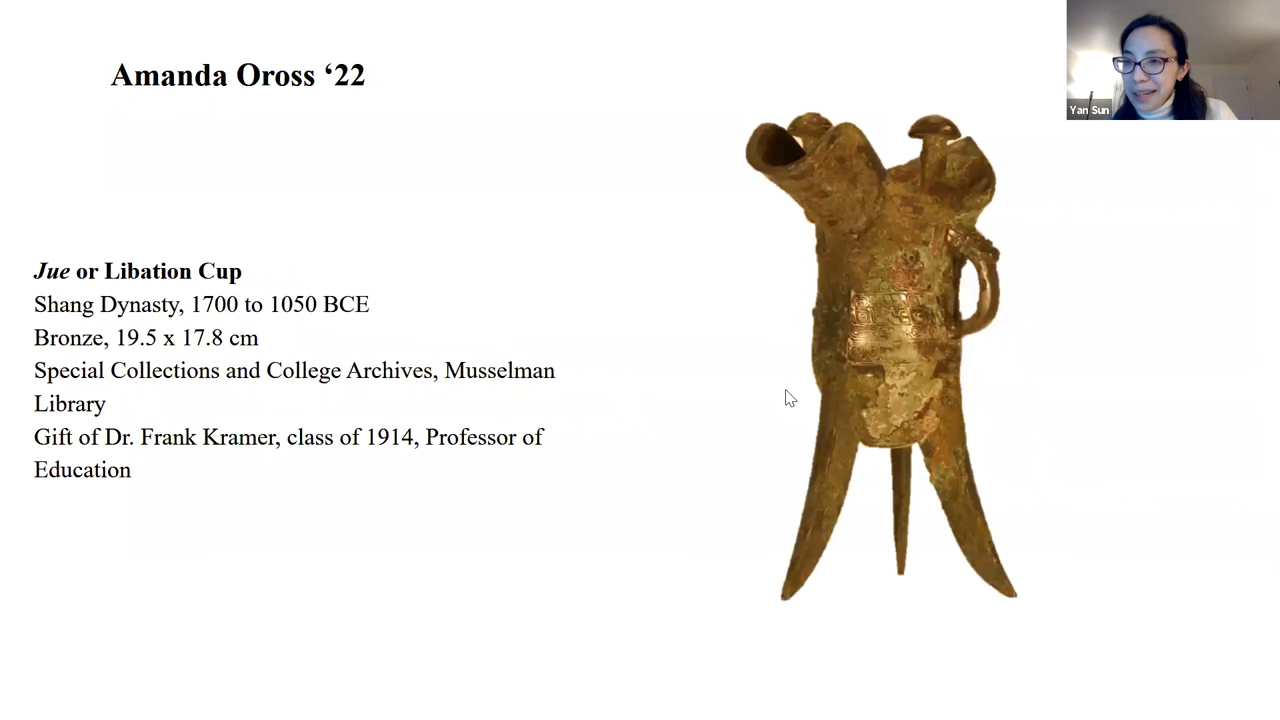 Amanda Oross ‘22
Yan Sun
Jue or Libation Cup
Shang Dynasty, 1700 to 1050 BCE
Bronze, 19.5 x 17.8 cm
Special Collections and College Archives, Musselman
Library
Gift of Dr. Frank Kramer, class of 1914, Professor of
Education